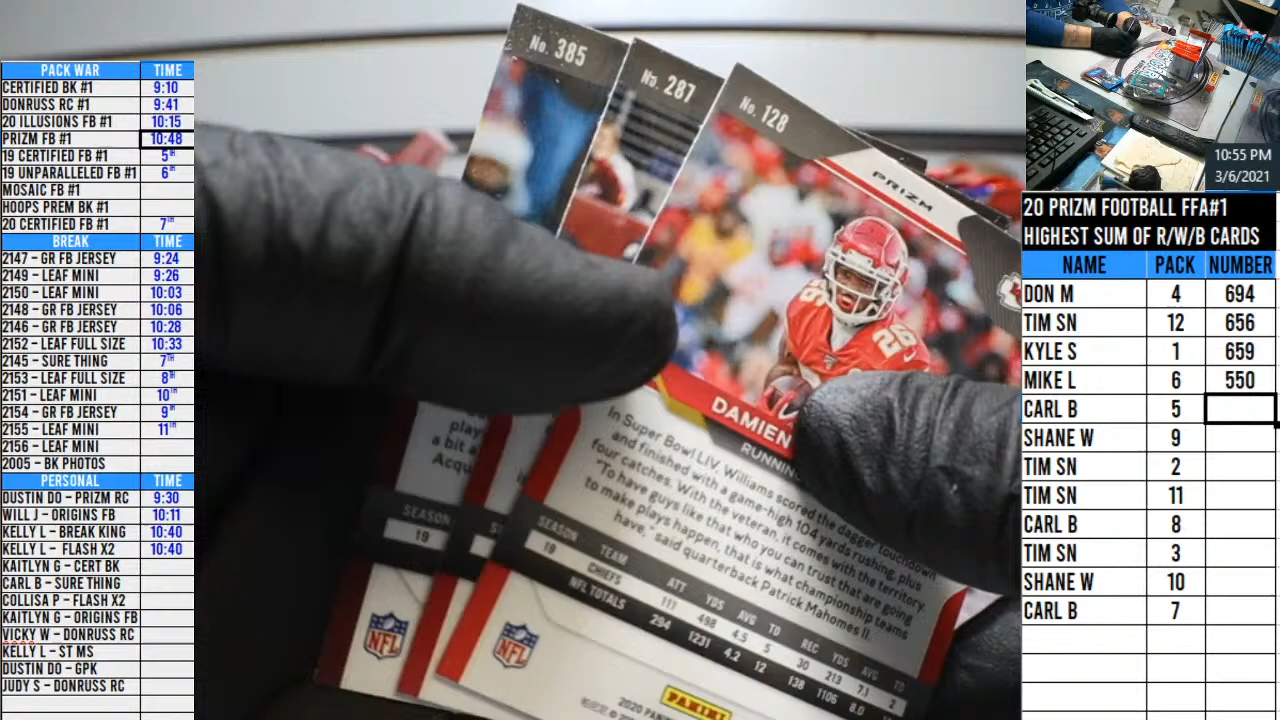 PACK WAR TIME
CERTIFIED BK #1 9:10
DONRUSS RC #1 9:41
20 ILLUSIONS FB #1 10:15
PRIZM FB #1 10:48
19 CERTIFIED FB #1 5TH
19 UNPARALLELED FB #1 6TH
MOSAIC FB #1
HOOPS PREM BK #1
20 CERTIFIED FB #1 7TH
BREAK TIME
2147 – GR FB JERSEY 9:24
2149 – LEAF MINI 9:26
2150 – LEAF MINI 10:03
2148 – GR FB JERSEY 10:06
2146 – GR FB JERSEY 10:28
2152 – LEAF FULL SIZE 10:33
2145 – SURE THING 7TH
2153 – LEAF FULL SIZE 8TH
2151 – LEAF MINI 10TH
2154 – GR FB JERSEY 9TH
2155 – LEAF MINI 11TH
2156 – LEAF MINI
2005 – BK PHOTOS
PERSONAL TIME
DUSTIN DO – PRIZM RC 9:30
WILL J – ORIGINS FB 10:11
KELLY L – BREAK KING 10:40
KELLY L – FLASH X2 10:40
KAITLYN G – CERT BK
CARL B – SURE THING
COLLISA P – FLASH X2
KAITLYN G – ORIGINS FB
VICKY W – DONRUSS RC
KELLY L – ST MS
DUSTIN DO – GPK
JUDY S – DONRUSS RC
No. 385
No. 287
No. 128
PRIZM
DAMIEN
RUNNIN
In Super Bowl LIV, Williams scored the dagger touchdown
and finished with a game-high 104 yards rushing, plus
four catches. With the veteran, it comes with the territory.
"To have guys like that who you can trust that are going
to make plays happen, that is what championship teams
have," said quarterback Patrick Mahomes II.
SEASON TEAM ATT YDS AVG TD REC YDS AVG TD
19 CHIEFS 111 498 4.5 5 30 213 7.1 2
NFL TOTALS 294 1231 4.2 12 138 1106 8.0
NFL
2020 PANINI
PANINI
play
a bit a
Acqu
SEASON
19
NFL
26
10:55 PM
3/6/2021
20 PRIZM FOOTBALL FFA#1
HIGHEST SUM OF R/W/B CARDS
NAME PACK NUMBER
DON M 4 694
TIM SN 12 656
KYLE S 1 659
MIKE L 6 550
CARL B 5
SHANE W 9
TIM SN 2
TIM SN 11
CARL B 8
TIM SN 3
SHANE W 10
CARL B 7